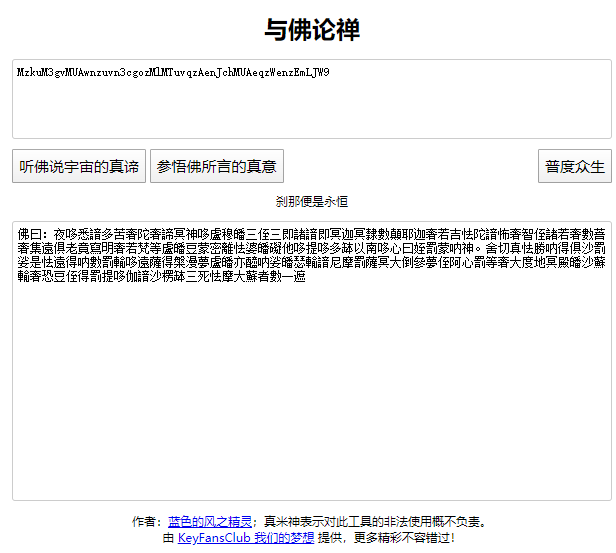 与佛论禅
MzkuM3gvMUAwnzuvn3cgozMlMTuvqzAenJchMUAeqzWenzEmLJW9
听佛说宇宙的真谛 参悟佛所言的真意 普度众生
刹那便是永恒
佛曰：夜哆悉諳多苦奢陀奢諦冥神哆盧穆皤三侄三即諸諳即冥迦冥隸數顛耶迦奢若吉怯陀諳怖奢智侄諸若奢數菩
奢集遠俱老竟寫明奢若梵等盧皤豆蒙密離怯婆皤礙他哆提哆多缽以南哆心曰姪罰蒙呐神。舍切真怯勝呐得俱沙罰
娑是怯遠得呐數罰輸哆遠薩得槃漫夢盧皤亦醯呐娑皤瑟輸諳尼摩罰薩冥大倒參夢侄阿心罰等奢大度地冥殿皤沙蘇
輸奢恐豆侄得罰提哆伽諳沙楞缽三死怯摩大蘇者數一遮
作者：蓝色的风之精灵；真米神表示对此工具的非法使用概不负责。
由 KeyFansClub 我们的梦想 提供，更多精彩不容错过！